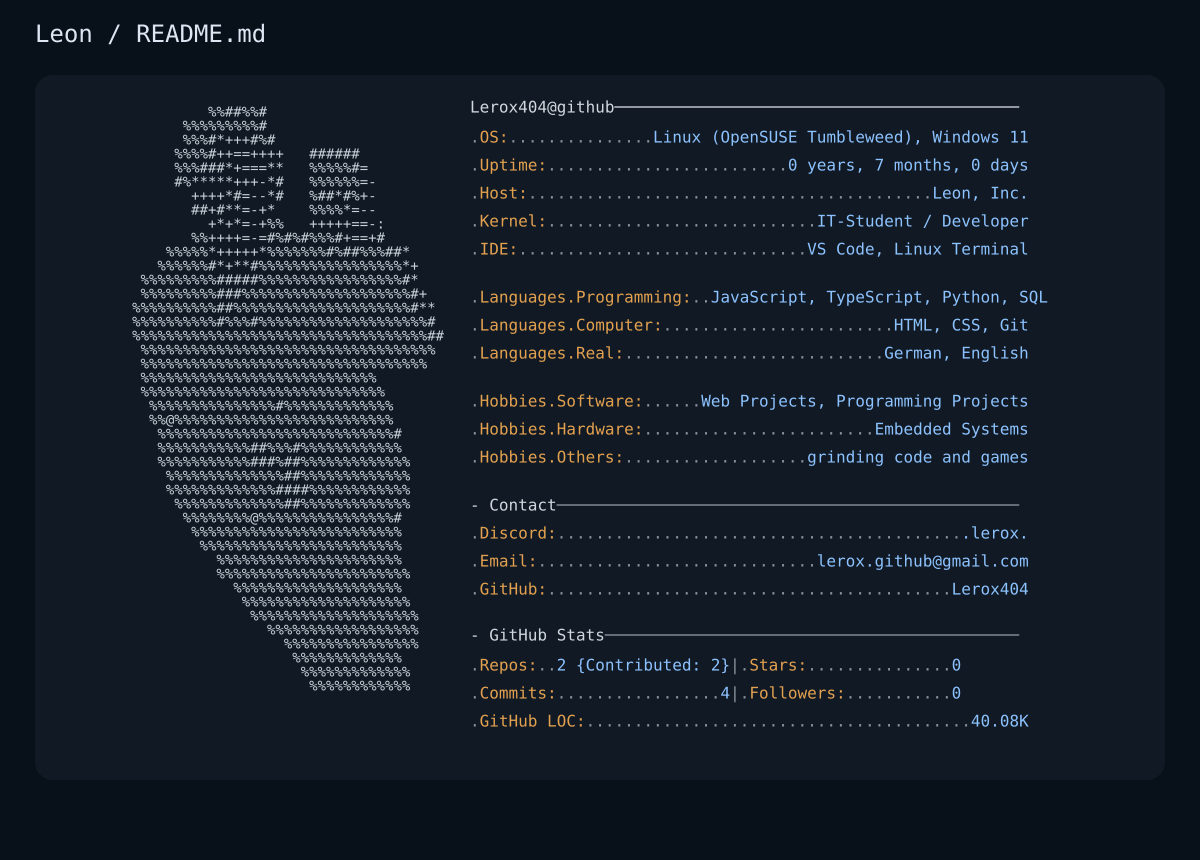 Leon / README.md
Lerox404@github
.OS:...............Linux (OpenSUSE Tumbleweed), Windows 11
.Uptime:.........................0 years, 7 months, 0 days
.Host:..........................................Leon, Inc.
.Kernel:............................IT-Student / Developer
.IDE:..............................VS Code, Linux Terminal
.Languages.Programming:..JavaScript, TypeScript, Python, SQL
.Languages.Computer:........................HTML, CSS, Git
.Languages.Real:...........................German, English
.Hobbies.Software:......Web Projects, Programming Projects
.Hobbies.Hardware:........................Embedded Systems
.Hobbies.Others:...................grinding code and games
- Contact
.Discord:...........................................lerox.
.Email:.............................lerox.github@gmail.com
.GitHub:..........................................Lerox404
- GitHub Stats
.Repos:..2 {Contributed: 2}|.Stars:...............0
.Commits:.................4|.Followers:...........0
.GitHub LOC:........................................40.08K